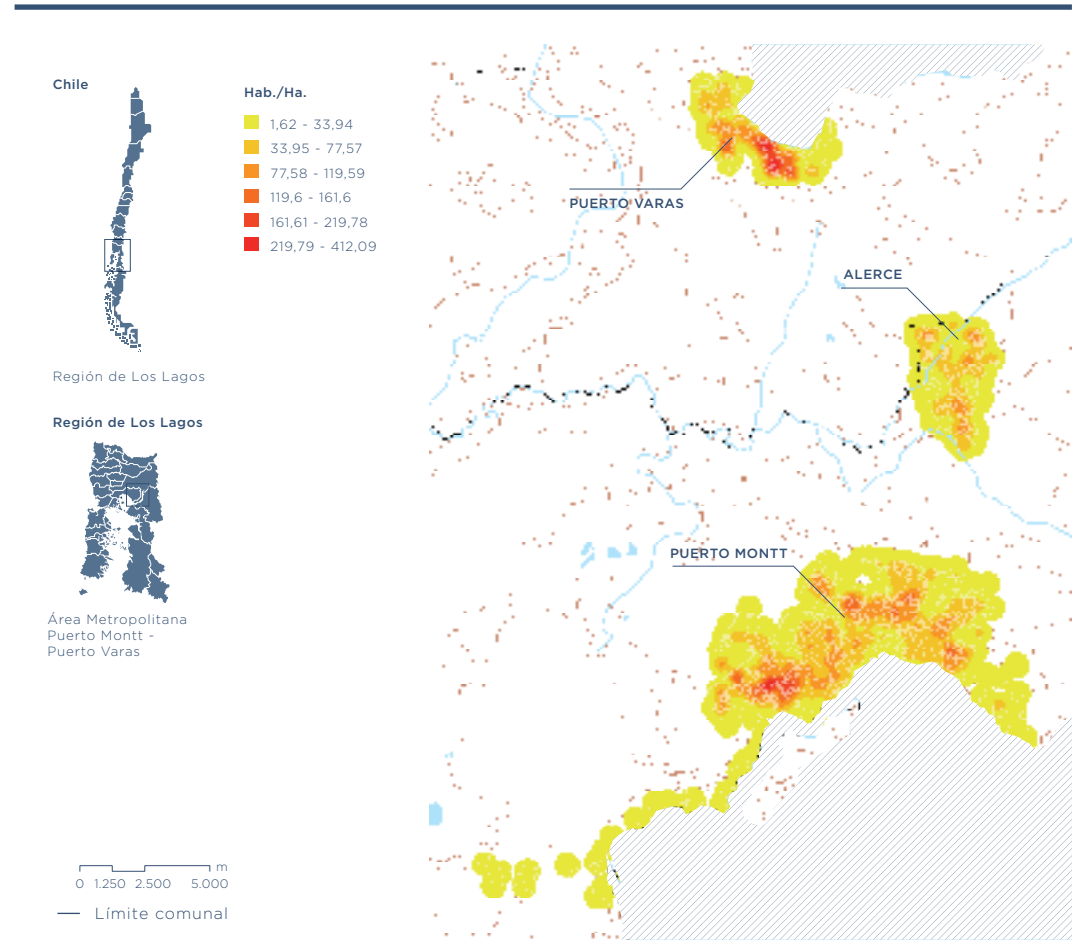 Chile
Región de Los Lagos
Región de Los Lagos
Área Metropolitana
Puerto Montt -
Puerto Varas
Hab./Ha.
1,62 - 33,94
33,95 - 77,57
77,58 - 119,59
119,6 - 161,6
161,61 - 219,78
219,79 - 412,09
PUERTO VARAS
ALERCE
PUERTO MONTT
m
0 1.250 2.500 5.000
Límite comunal